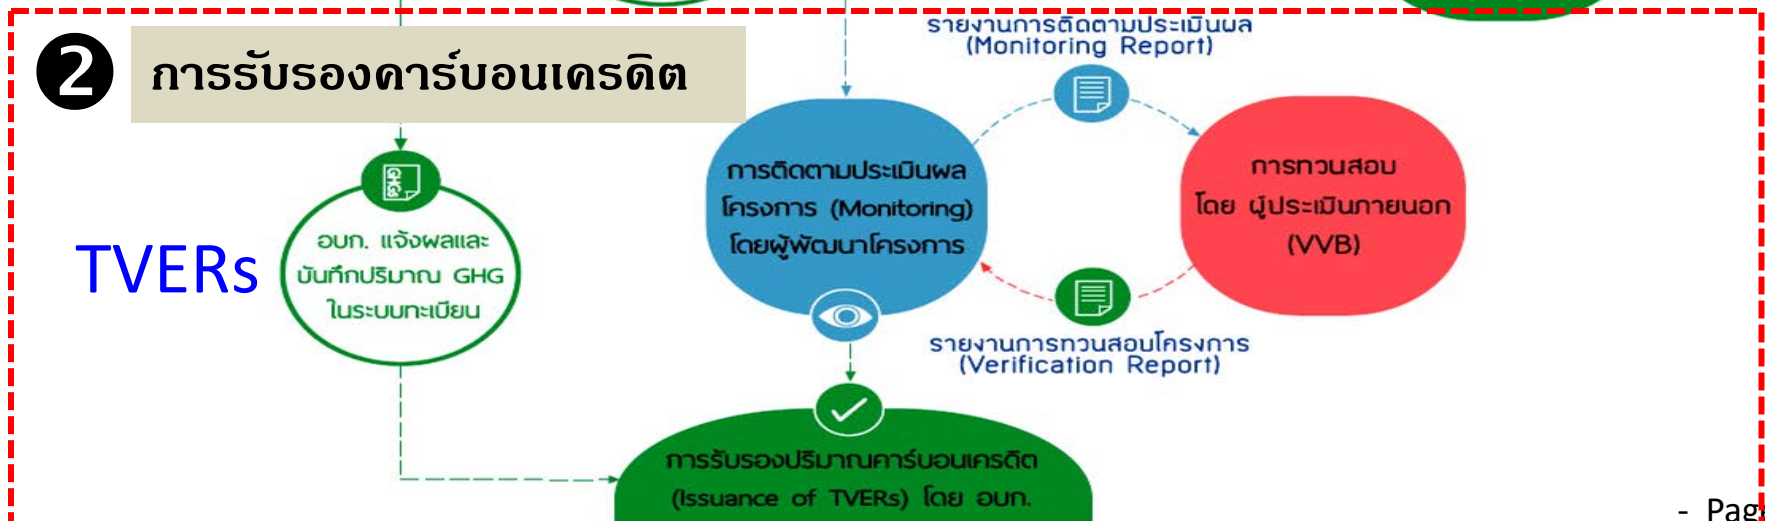 2
การรับรองคาร์บอนเครดิต
รายงานการติดตามประเมินผล
(Monitoring Report)
GHGs
TVERs
อบก. แจ้งผลและ
บันทึกปริมาณ GHG
ในระบบทะเบียน
การติดตามประเมินผล
โครงการ (Monitoring)
โดยผู้พัฒนาโครงการ
การทวนสอบ
โดย ผู้ประเมินภายนอก
(VVB)
รายงานการทวนสอบโครงการ
(Verification Report)
การรับรองปริมาณคาร์บอนเครดิต
(Issuance of TVERs) โดย อบก.
- Page